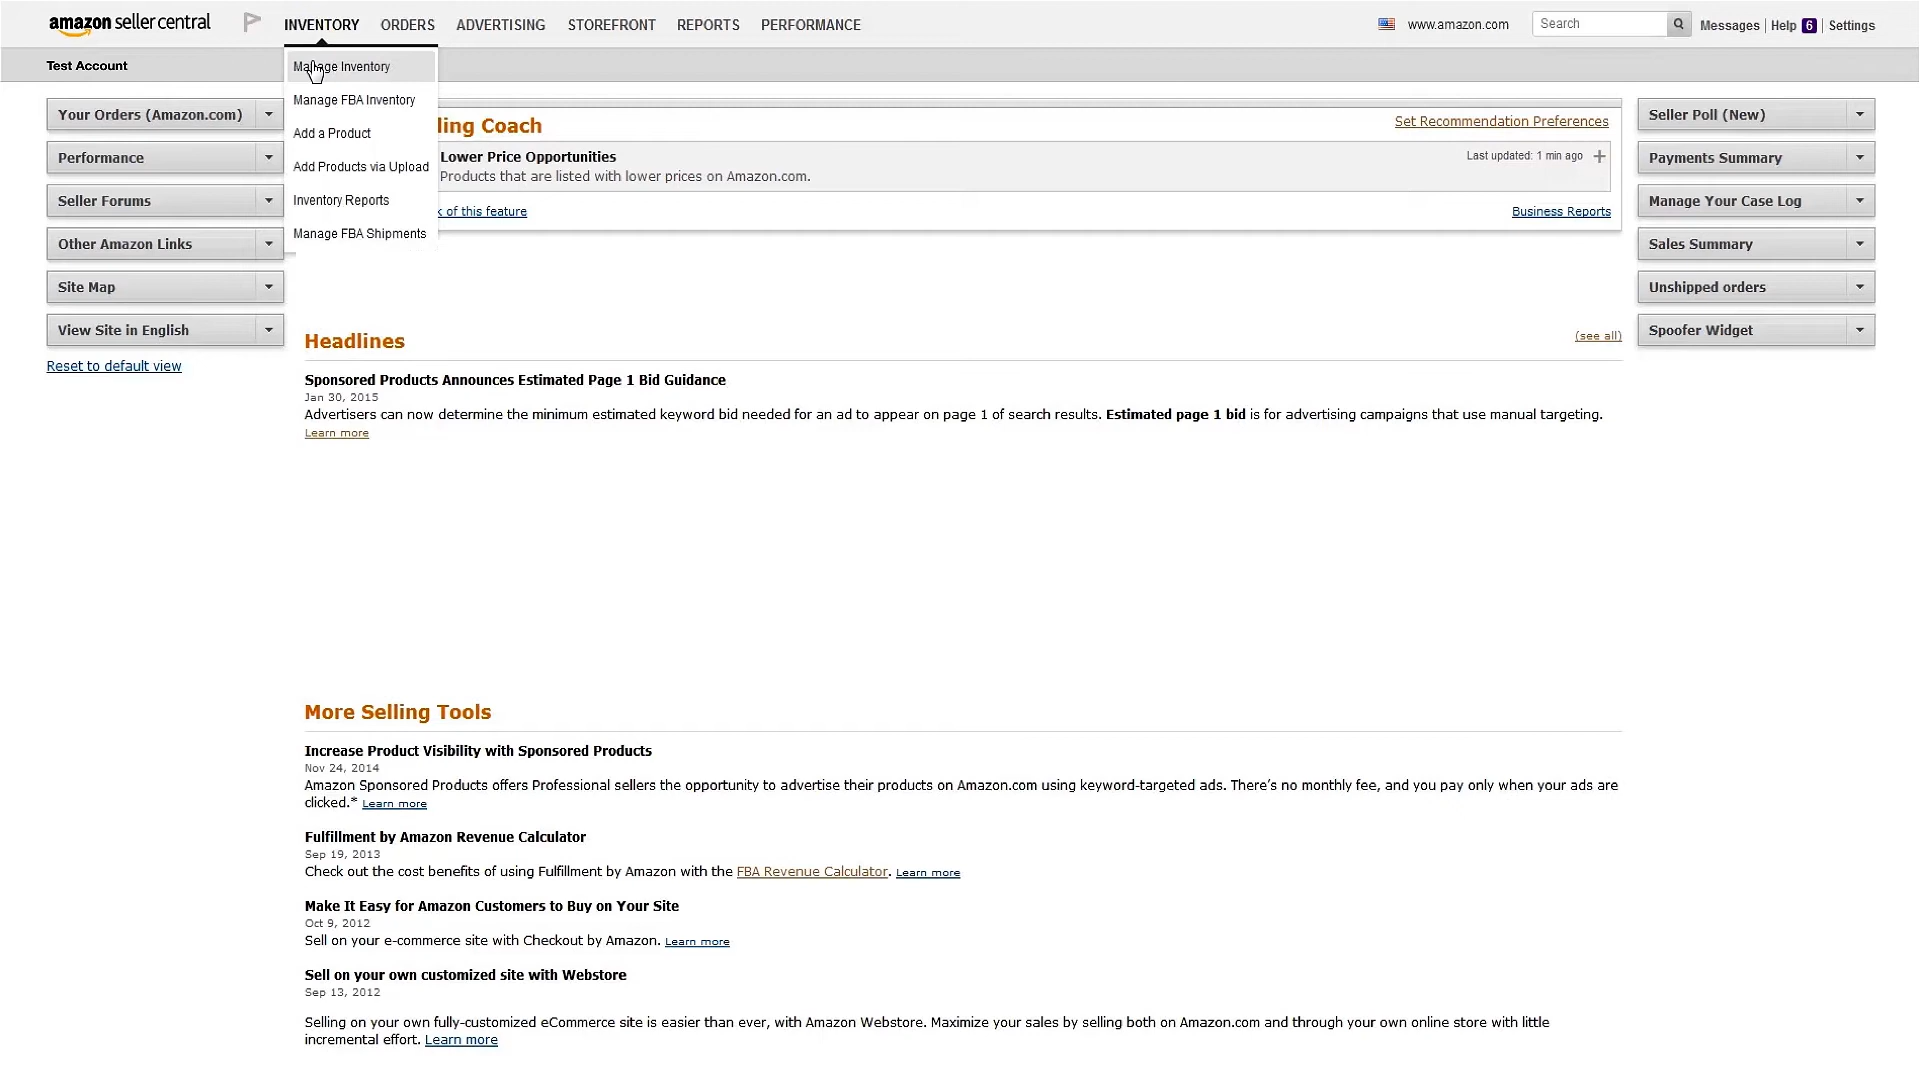 amazon seller central
INVENTORY ORDERS ADVERTISING STOREFRONT REPORTS PERFORMANCE
www.amazon.com
Search
Messages | Help 6 | Settings
Test Account
Manage Inventory
Manage FBA Inventory
Add a Product
Add Products via Upload
Inventory Reports
Manage FBA Shipments
Your Orders (Amazon.com)
Performance
Seller Forums
Other Amazon Links
Site Map
View Site in English
Reset to default view
ling Coach
Set Recommendation Preferences
Lower Price Opportunities
Last updated: 1 min ago
Products that are listed with lower prices on Amazon.com.
k of this feature
Business Reports
Headlines
(see all)
Sponsored Products Announces Estimated Page 1 Bid Guidance
Jan 30, 2015
Advertisers can now determine the minimum estimated keyword bid needed for an ad to appear on page 1 of search results. Estimated page 1 bid is for advertising campaigns that use manual targeting.
Learn more
More Selling Tools
Increase Product Visibility with Sponsored Products
Nov 24, 2014
Amazon Sponsored Products offers Professional sellers the opportunity to advertise their products on Amazon.com using keyword-targeted ads. There's no monthly fee, and you pay only when your ads are
clicked.* Learn more
Fulfillment by Amazon Revenue Calculator
Sep 19, 2013
Check out the cost benefits of using Fulfillment by Amazon with the FBA Revenue Calculator. Learn more
Make It Easy for Amazon Customers to Buy on Your Site
Oct 9, 2012
Sell on your e-commerce site with Checkout by Amazon. Learn more
Sell on your own customized site with Webstore
Sep 13, 2012
Selling on your own fully-customized eCommerce site is easier than ever, with Amazon Webstore. Maximize your sales by selling both on Amazon.com and through your own online store with little
incremental effort. Learn more
Seller Poll (New)
Payments Summary
Manage Your Case Log
Sales Summary
Unshipped orders
Spoofer Widget